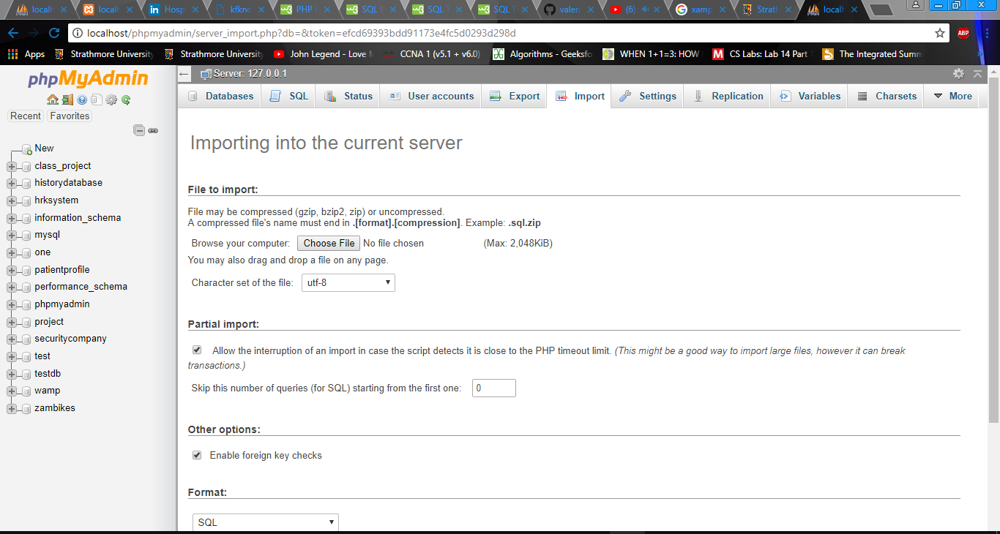 locall
locall
Hosp
kfkno
PHP
SQL
SQL T
SQL T
valen
(6)
xamp
Strat
locall
localhost/phpmyadmin/server_import.php?db=&token=efcd69393bdd91173e4fc5d0293d298d
ABP
Apps
Strathmore University
Strathmore University
John Legend - Love
CCNA 1 (v5.1 + v6.0)
Algorithms - Geeksfo
WHEN 1+1=3: HOW
CS Labs: Lab 14 Part
The Integrated Summ
phpMyAdmin
Recent
Favorites
New
class_project
historydatabase
hrksystem
information_schema
mysql
one
patientprofile
performance_schema
phpmyadmin
project
securitycompany
test
testdb
wamp
zambikes
Server: 127.0.0.1
Databases
SQL
Status
User accounts
Export
Import
Settings
Replication
Variables
Charsets
More
Importing into the current server
File to import:
File may be compressed (gzip, bzip2, zip) or uncompressed.
A compressed file's name must end in .[format].[compression]. Example: .sql.zip
Browse your computer: Choose File No file chosen (Max: 2,048KiB)
You may also drag and drop a file on any page.
Character set of the file: utf-8
Partial import:
Allow the interruption of an import in case the script detects it is close to the PHP timeout limit. (This might be a good way to import large files, however it can break
transactions.)
Skip this number of queries (for SQL) starting from the first one: 0
Other options:
Enable foreign key checks
Format:
SQL